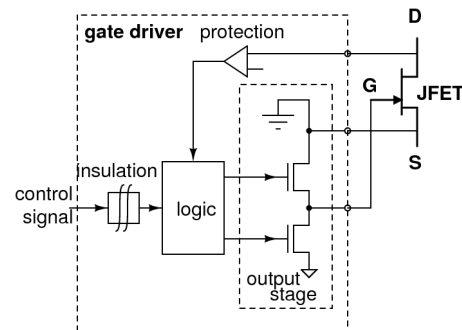 D
gate driver protection
G
JFET
S
insulation
control
signal
logic
output
stage